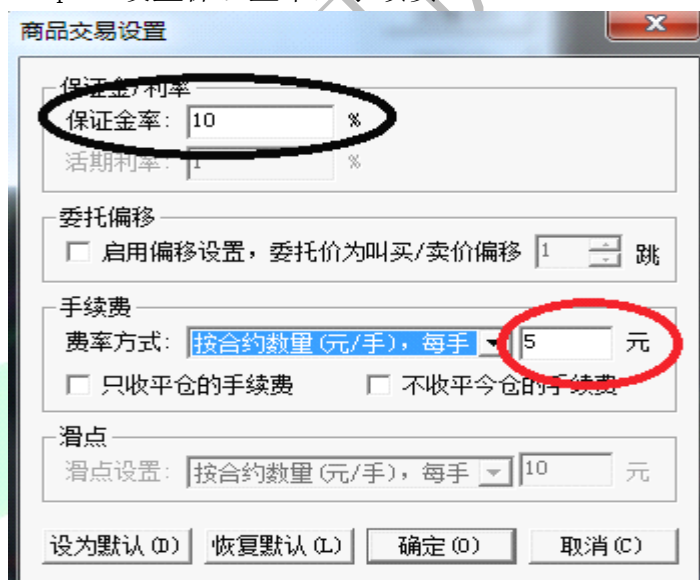 商品交易设置
保证金/利率
保证金率: 10 %
活期利率: 1 %
委托偏移
启用偏移设置，委托价为叫买/卖价偏移 1 跳
手续费
费率方式: 按合约数量(元/手)，每手 5 元
只收平仓的手续费 不收平今仓的手续费
滑点
滑点设置: 按合约数量(元/手)，每手 10 元
设为默认(D) 恢复默认(L) 确定(O) 取消(C)